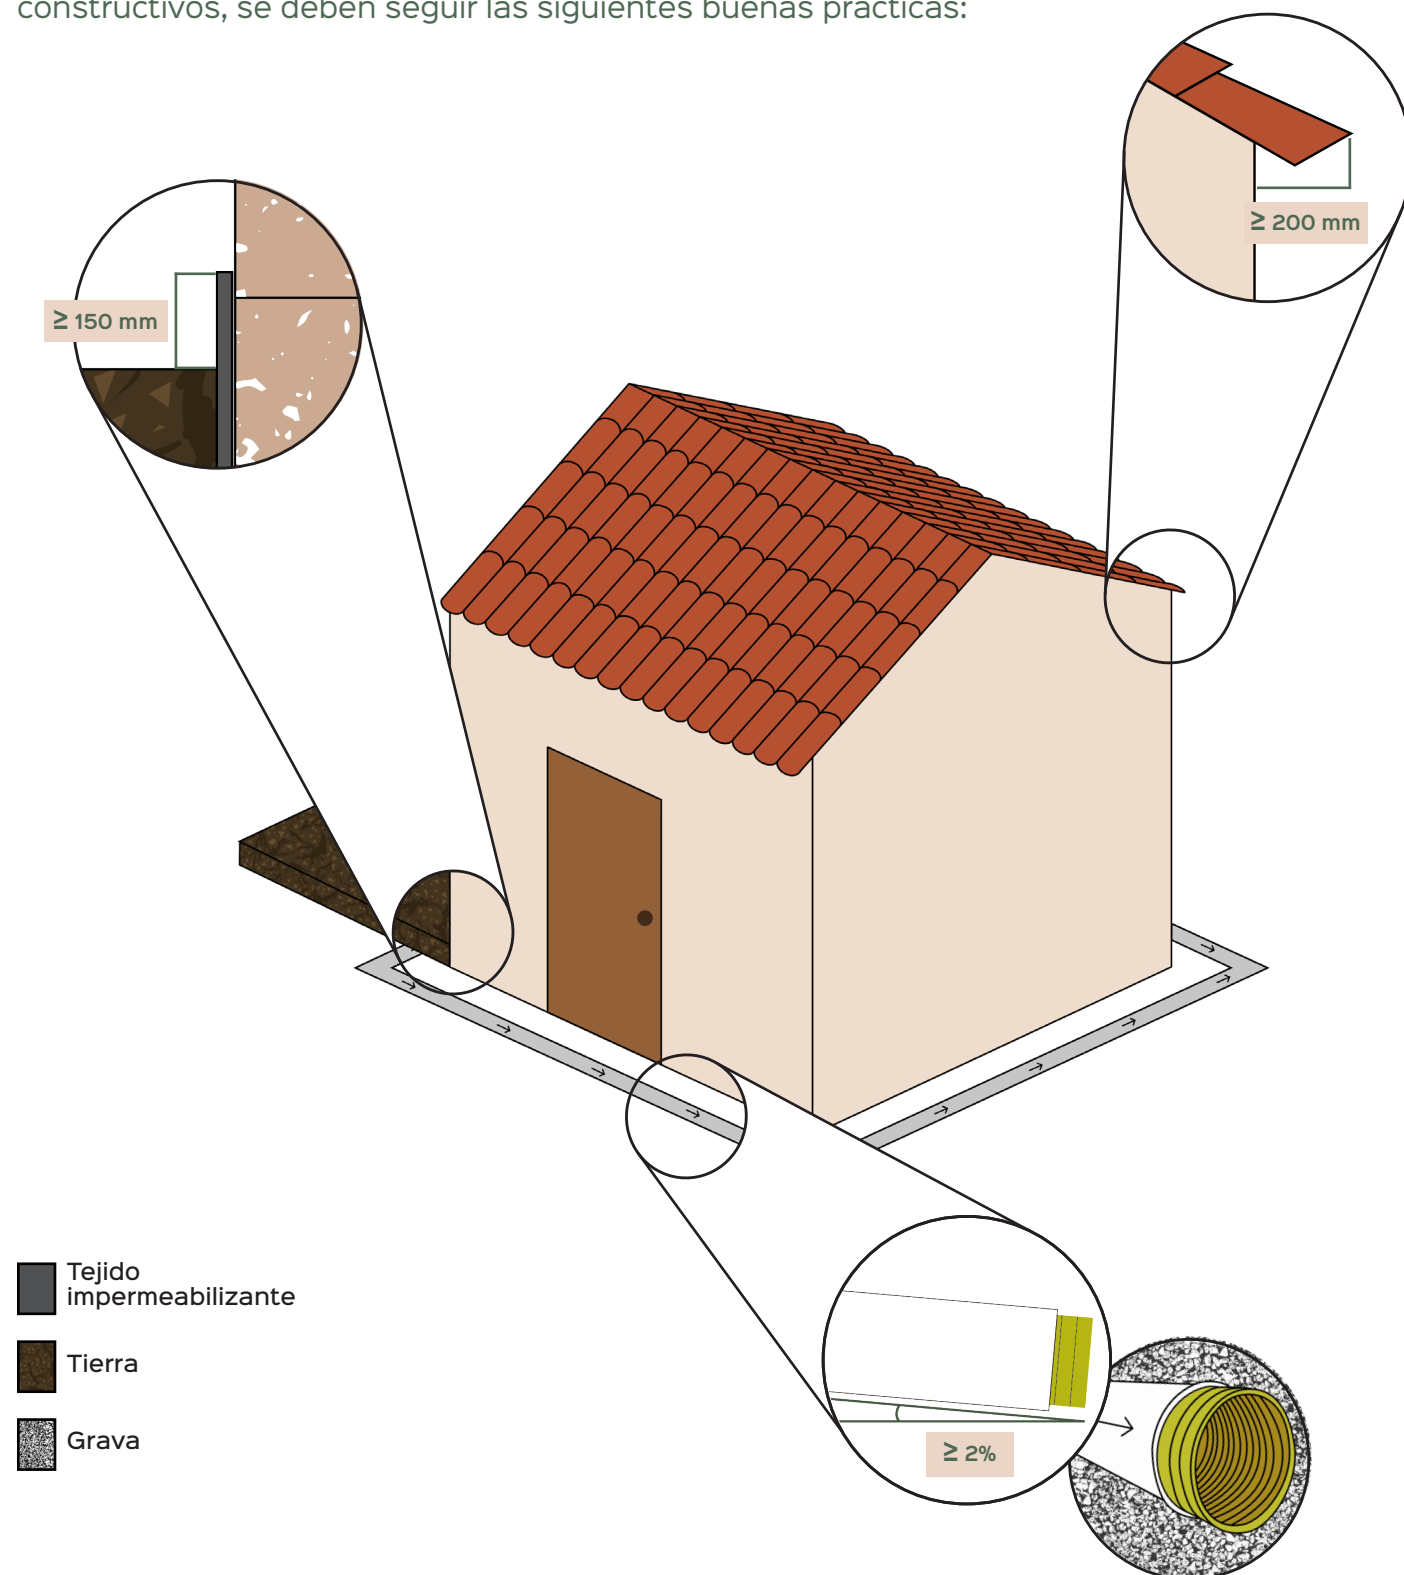 constructivos, se deben seguir las siguientes buenas prácticas:
≥ 200 mm
≥ 150 mm
Tejido
impermeabilizante
Tierra
Grava
≥ 2%